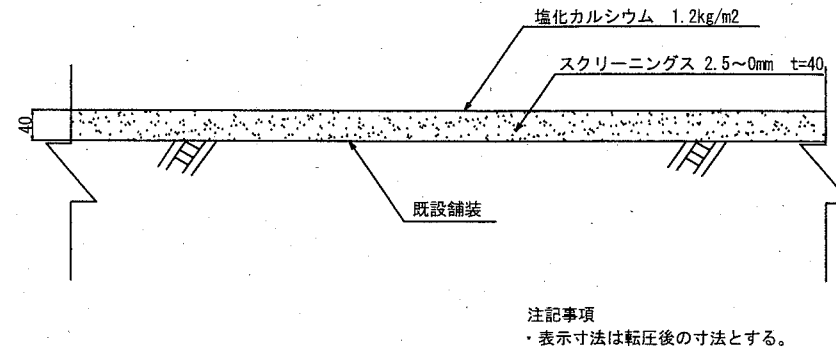 塩化カルシウム 1.2kg/m2
スクリーニングス 2.5～0mm t=40
40
既設舗装
注記事項
・表示寸法は転圧後の寸法とする。